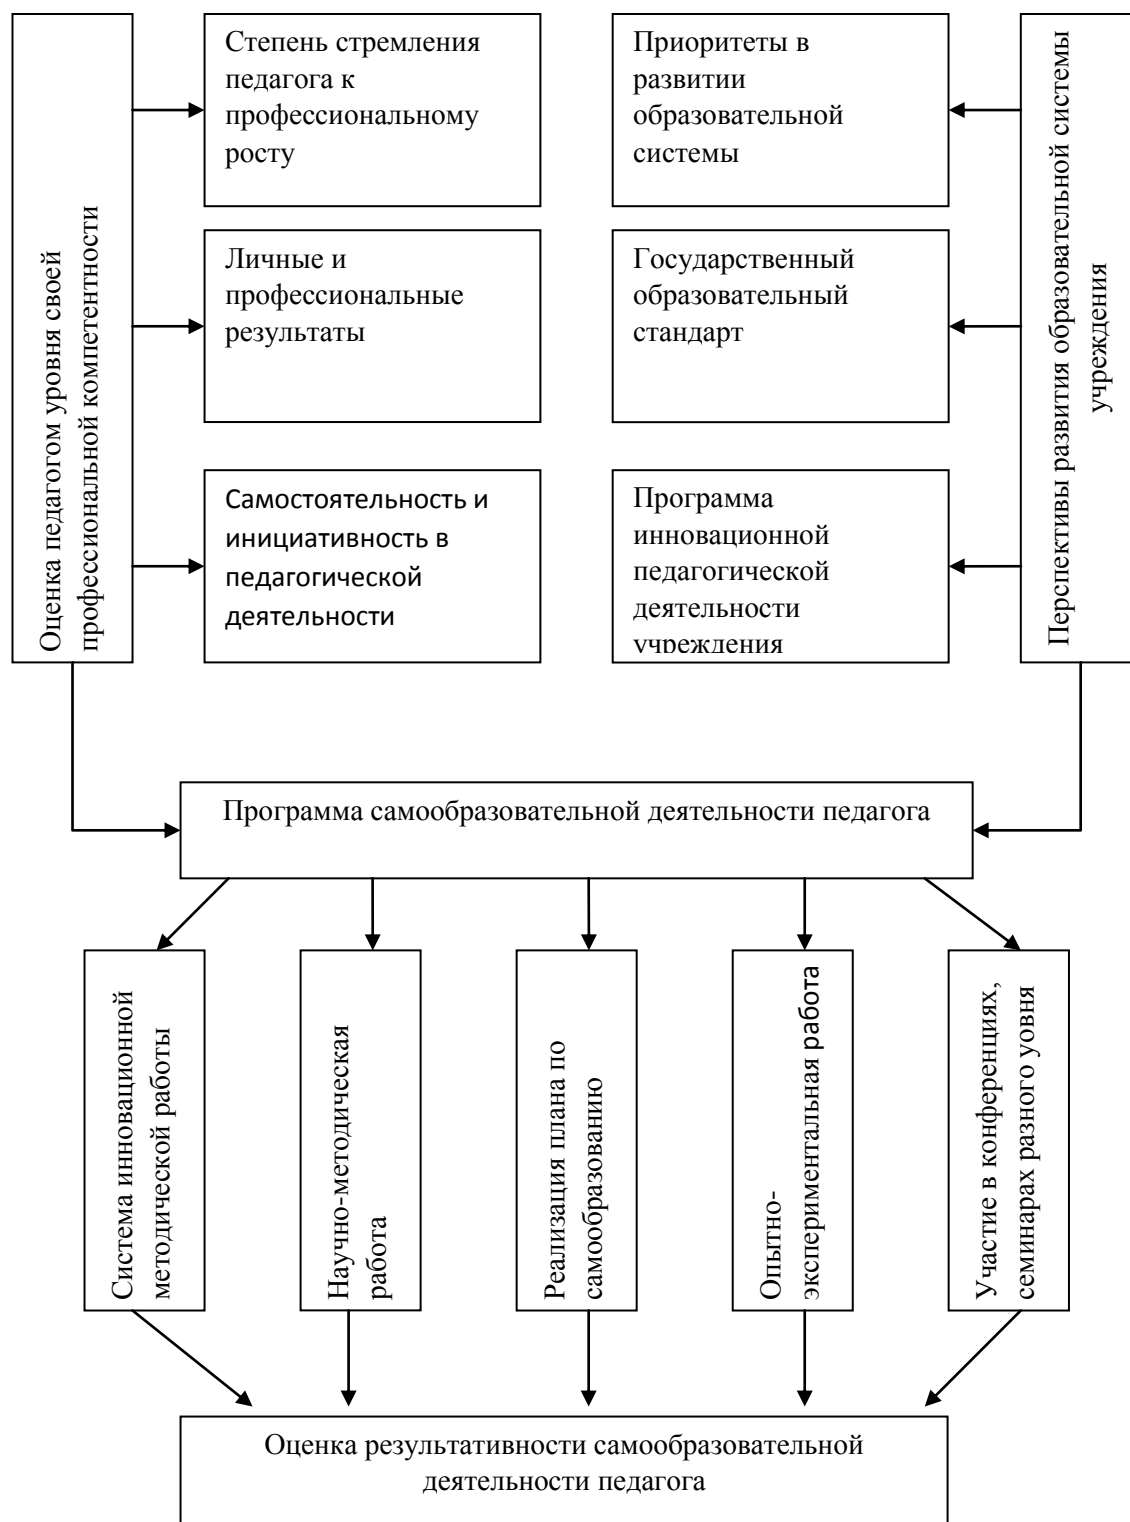 Оценка педагогом уровня своей
профессиональной компетентности
Степень стремления
педагога к
профессиональному
росту
Личные и
профессиональные
результаты
Самостоятельность и
инициативность в
педагогической
деятельности
Приоритеты в
развитии
образовательной
системы
Государственный
образовательный
стандарт
Программа
инновационной
педагогической
деятельности
учреждения
Перспективы развития образовательной системы
учреждения
Программа самообразовательной деятельности педагога
Система инновационной
методической работы
Научно-методическая
работа
Реализация плана по
самообразованию
Опытно-
экспериментальная работа
Участие в конференциях,
семинарах разного уовня
Оценка результативности самообразовательной
деятельности педагога